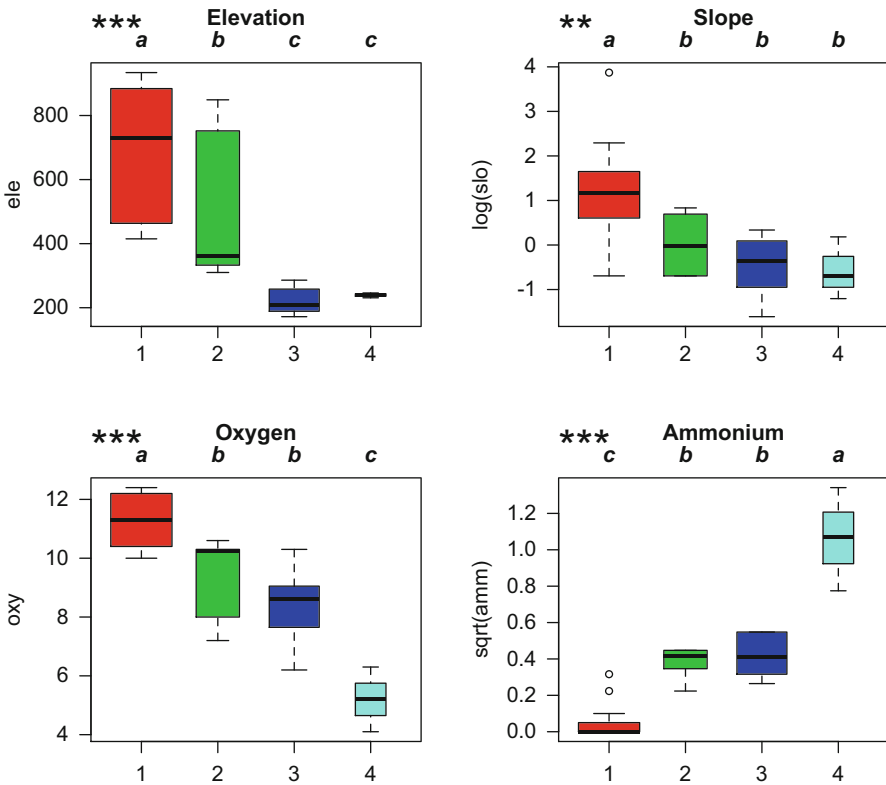 *** Elevation
a b c c
ele
800
600
400
200
1 2 3 4
** Slope
a b b b
log(slo)
4
3
2
1
0
-1
1 2 3 4
*** Oxygen
a b b c
oxy
12
10
8
6
4
1 2 3 4
*** Ammonium
c b b a
sqrt(amm)
1.2
1.0
0.8
0.6
0.4
0.2
0.0
1 2 3 4